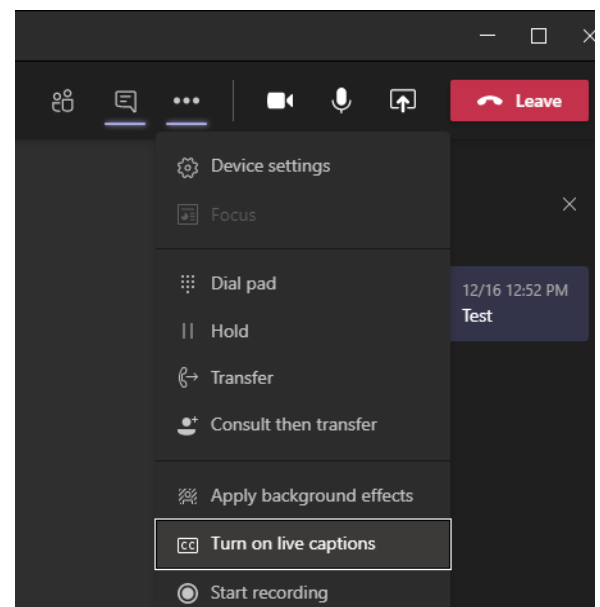 Leave
Device settings
Focus
12/16 12:52 PM
Test
Dial pad
Hold
Transfer
Consult then transfer
Apply background effects
CC Turn on live captions
Start recording